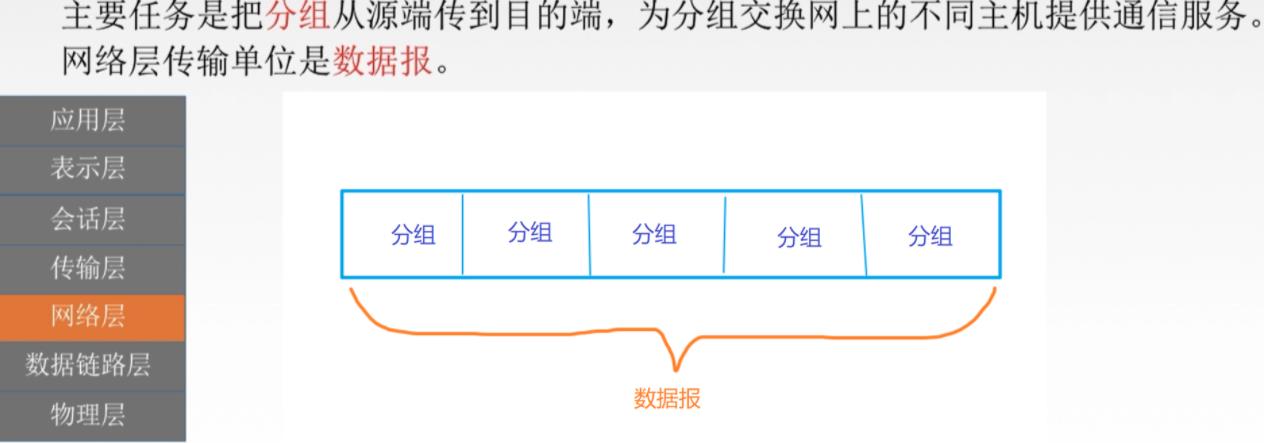 主要任务是把分组从源端传到目的端，为分组交换网上的不同主机提供通信服务。
网络层传输单位是数据报。
应用层
表示层
会话层
传输层
网络层
数据链路层
物理层
分组 分组 分组 分组 分组
数据报